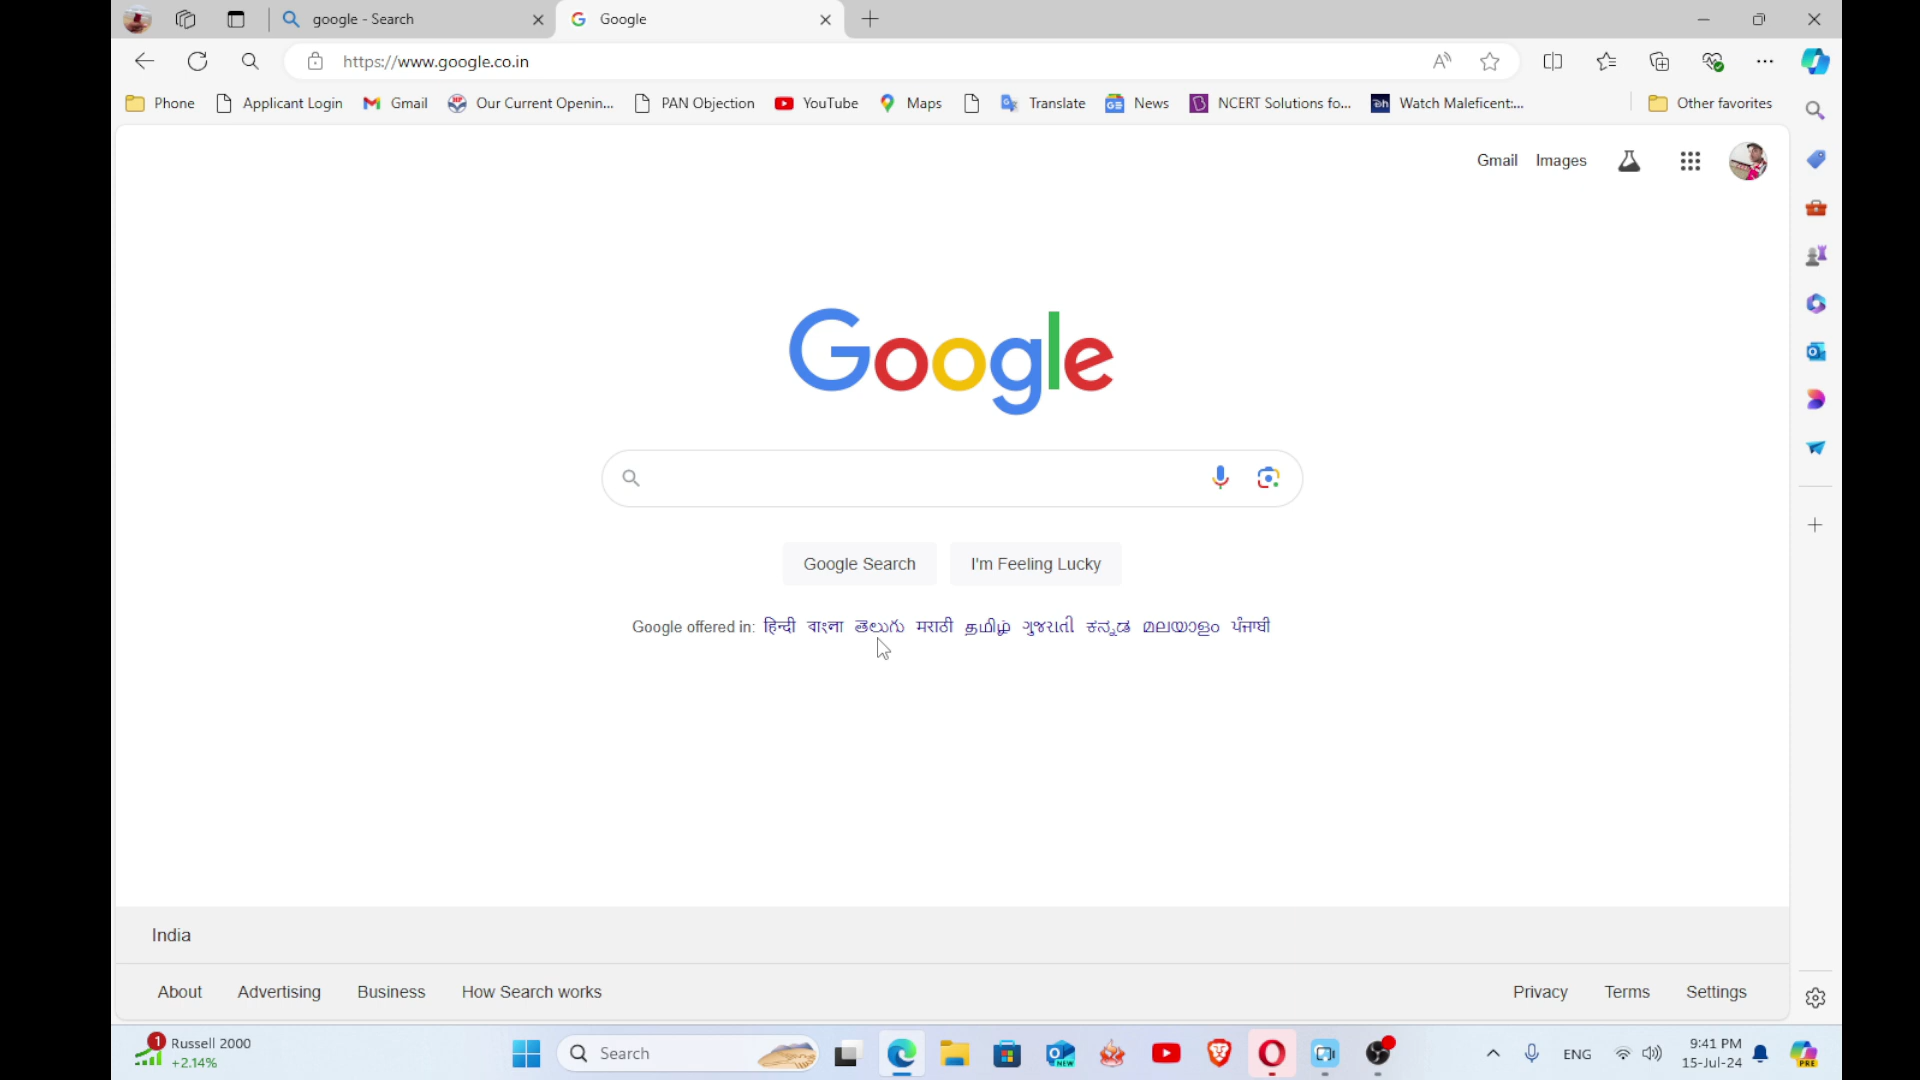 google - Search
Google
https://www.google.co.in
Phone Applicant Login Gmail Our Current Openin... PAN Objection YouTube Maps Translate News NCERT Solutions fo... Watch Maleficent:... Other favorites
Gmail Images
Google
Google Search I'm Feeling Lucky
Google offered in: हिन्दी বাংলা తెలుగు मराठी தமிழ் ગુજરાતી ಕನ್ನಡ മലയാളം ਪੰਜਾਬੀ
India
About Advertising Business How Search works Privacy Terms Settings
1 Russell 2000
+2.14%
Search
NEW
ENG
9:41 PM
15-Jul-24
PRE